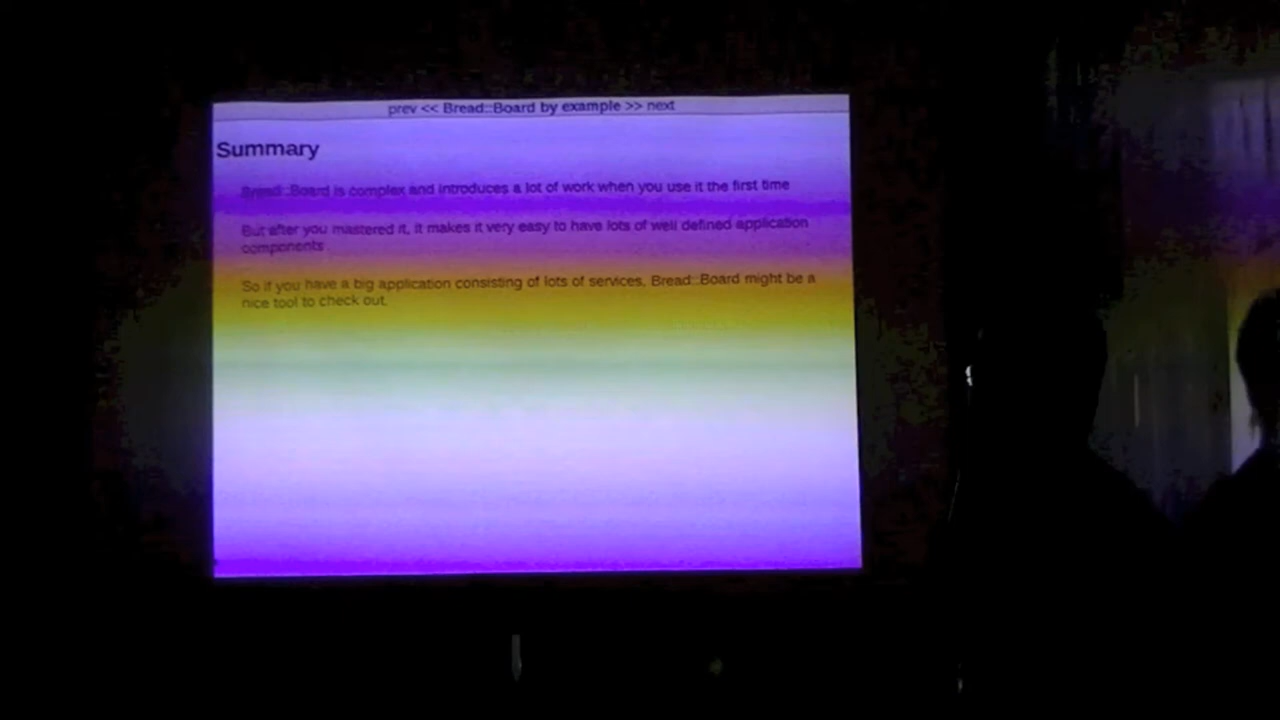 prev << Bread::Board by example >> next
Summary
Bread::Board is complex and introduces a lot of work when you use it the first time
But after you mastered it, it makes it very easy to have lots of well defined application
components
So if you have a big application consisting of lots of services, Bread::Board might be a
nice tool to check out.